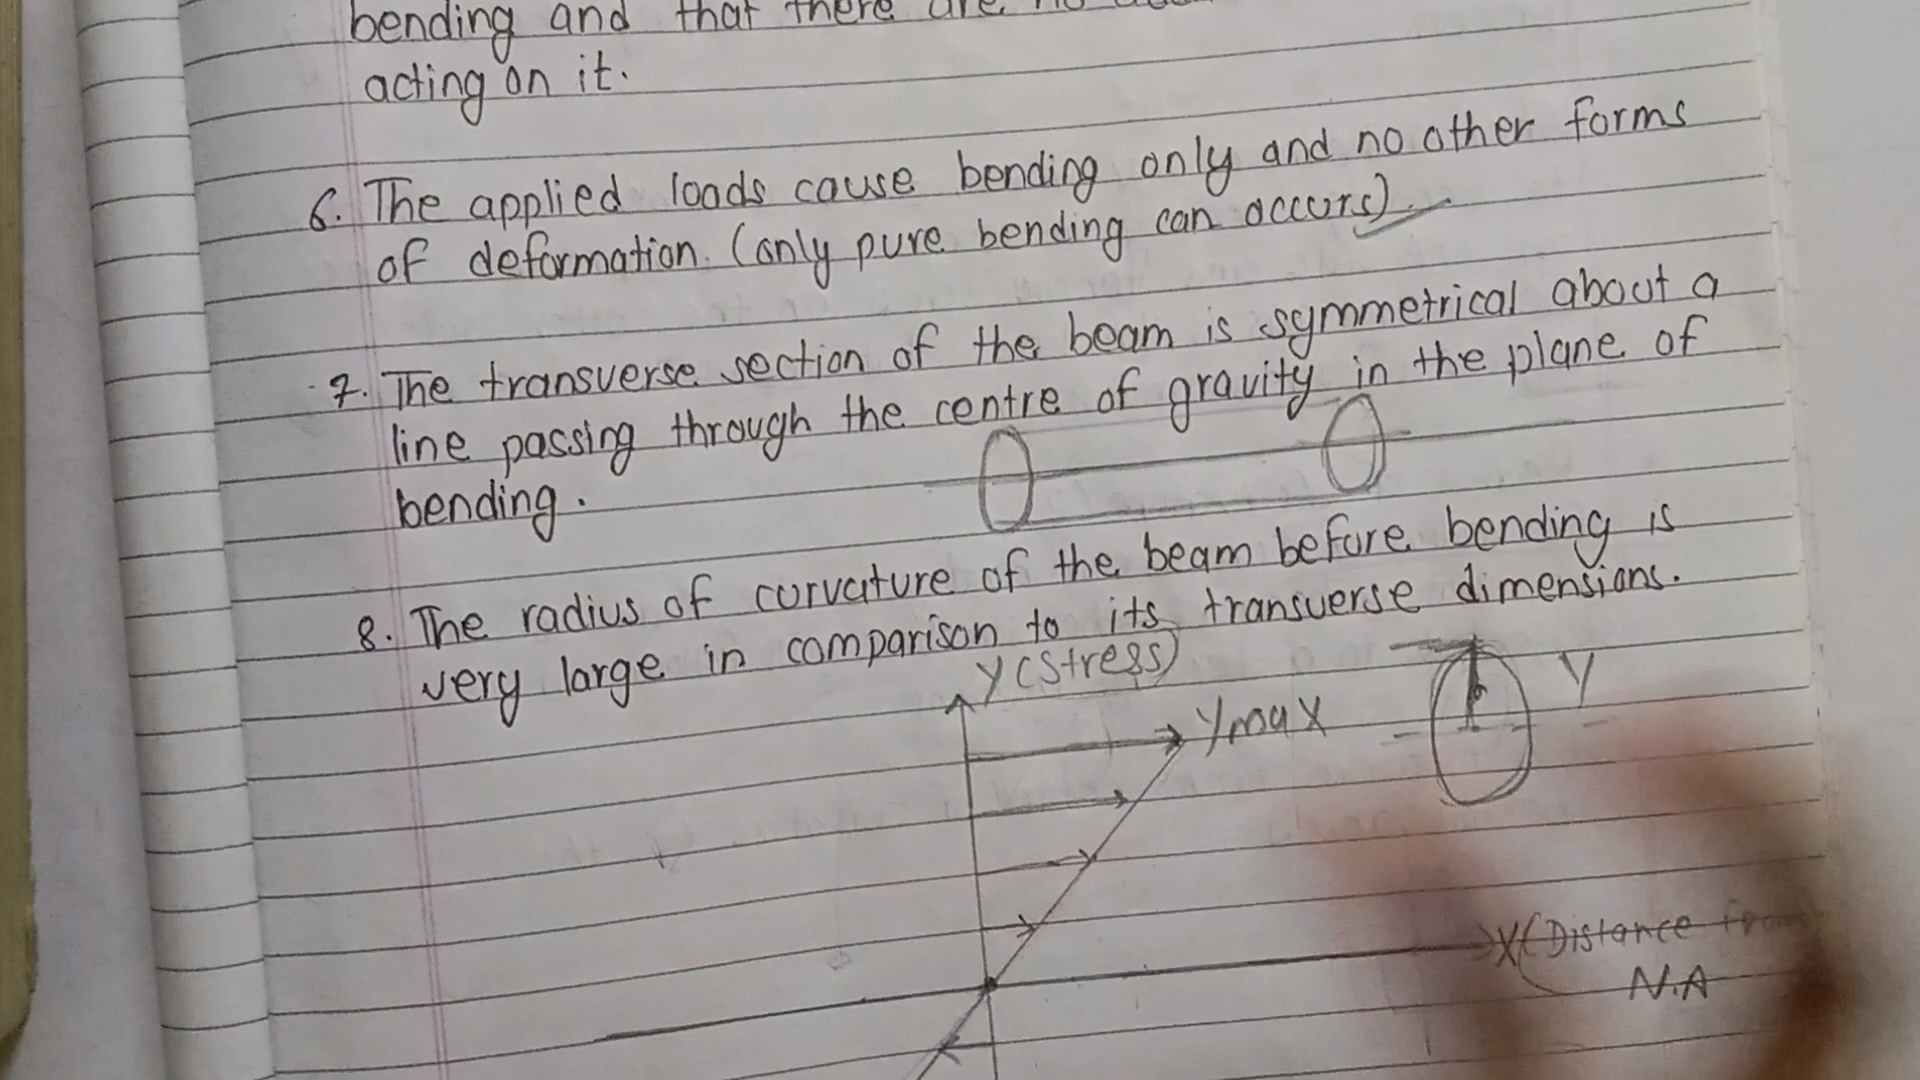 bending and that there are no
acting on it.
6. The applied loads cause bending only and no other forms
of deformation. (only pure bending can occurs).
7. The transverse section of the beam is symmetrical about a
line passing through the centre of gravity in the plane of
bending.
8. The radius of curvature of the beam before bending is
very large in comparison to its transverse dimensions.
Y (Stress)
Ymax
Y
X (Distance from
N.A